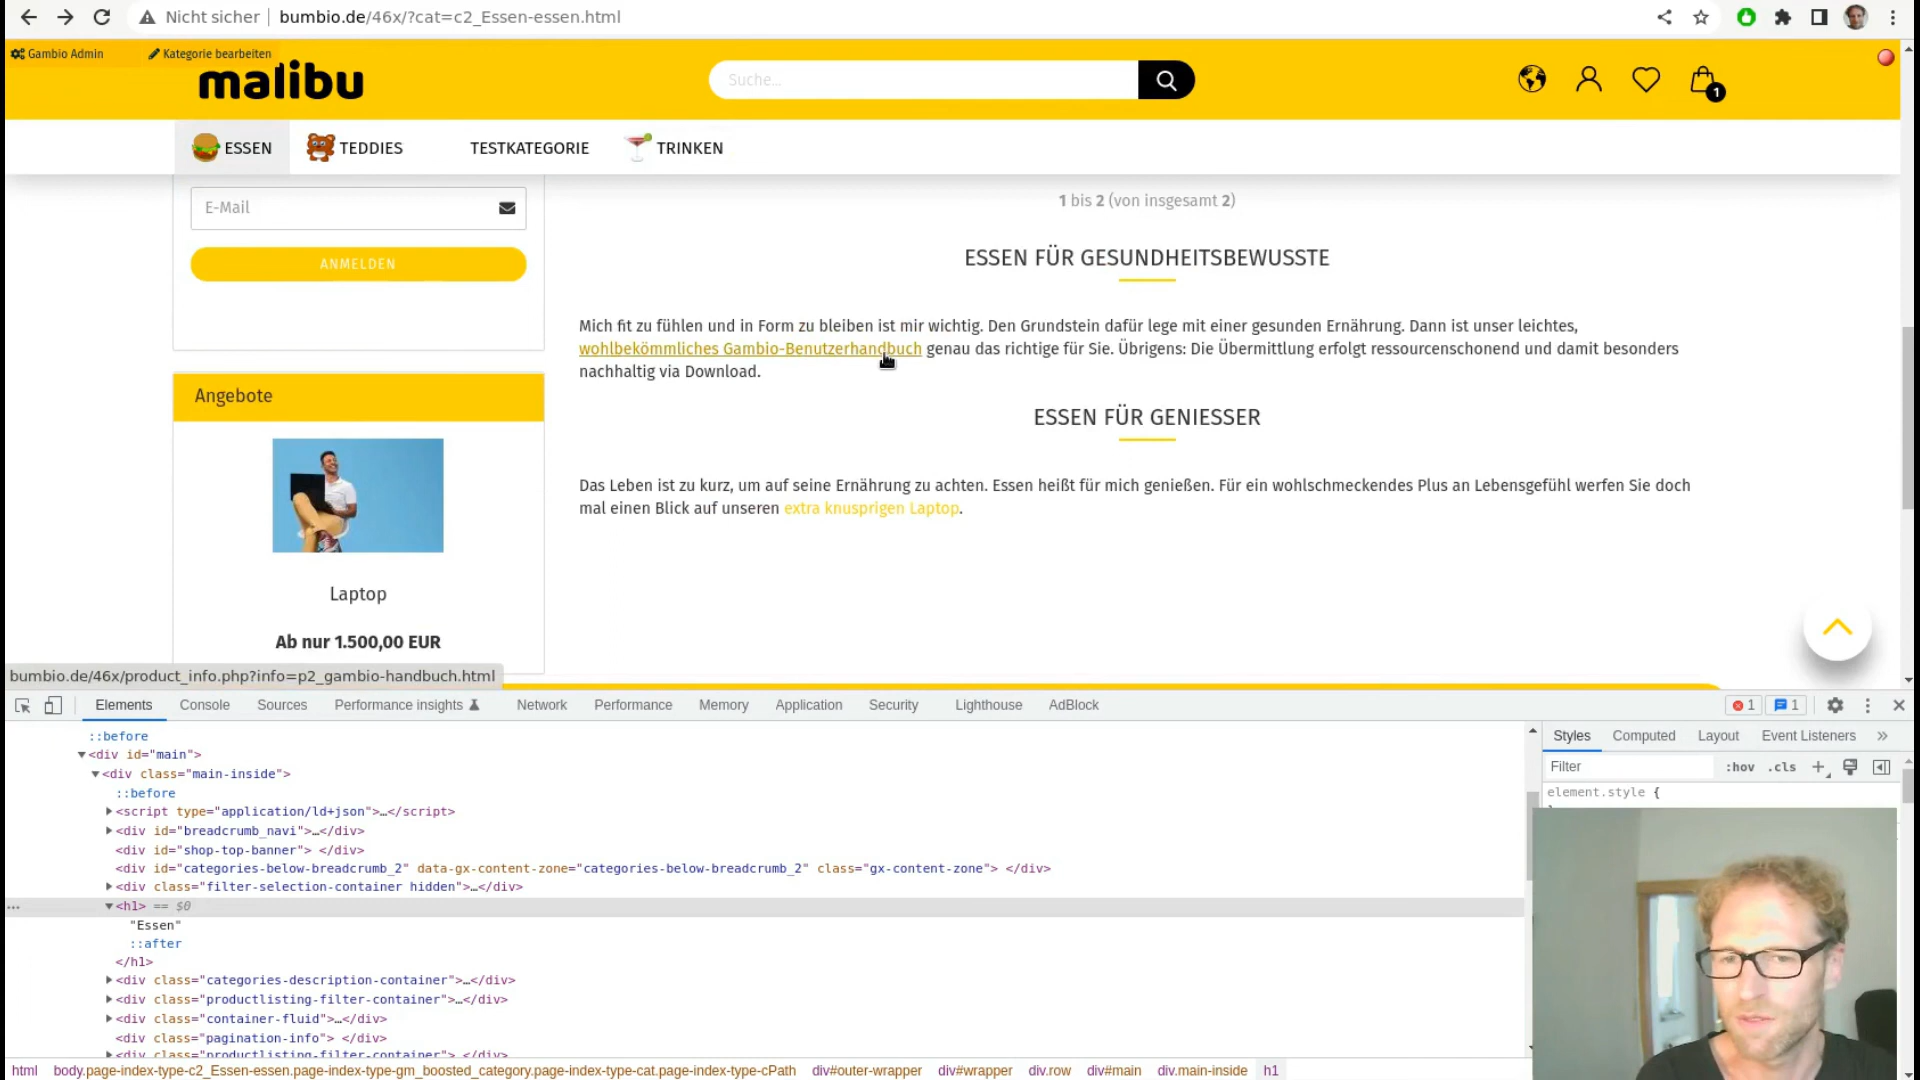 Nicht sicher
bumbio.de/46x/?cat=c2_Essen-essen.html
Gambio Admin
Kategorie bearbeiten
malibu
Suche...
1
ESSEN
TEDDIES
TESTKATEGORIE
TRINKEN
E-Mail
ANMELDEN
Angebote
Laptop
Ab nur 1.500,00 EUR
1 bis 2 (von insgesamt 2)
ESSEN FÜR GESUNDHEITSBEWUSSTE
Mich fit zu fühlen und in Form zu bleiben ist mir wichtig. Den Grundstein dafür lege mit einer gesunden Ernährung. Dann ist unser leichtes,
wohlbekömmliches Gambio-Benutzerhandbuch genau das richtige für Sie. Übrigens: Die Übermittlung erfolgt ressourcenschonend und damit besonders
nachhaltig via Download.
ESSEN FÜR GENIESSER
Das Leben ist zu kurz, um auf seine Ernährung zu achten. Essen heißt für mich genießen. Für ein wohlschmeckendes Plus an Lebensgefühl werfen Sie doch
mal einen Blick auf unseren extra knusprigen Laptop.
bumbio.de/46x/product_info.php?info=p2_gambio-handbuch.html
Elements
Console
Sources
Performance insights
Network
Performance
Memory
Application
Security
Lighthouse
AdBlock
1
1
::before
<div id="main">
<div class="main-inside">
::before
<script type="application/ld+json">…</script>
<div id="breadcrumb_navi">…</div>
<div id="shop-top-banner"> </div>
<div id="categories-below-breadcrumb_2" data-gx-content-zone="categories-below-breadcrumb_2" class="gx-content-zone"> </div>
<div class="filter-selection-container hidden">…</div>
... <h1> == $0
"Essen"
::after
</h1>
<div class="categories-description-container">…</div>
<div class="productlisting-filter-container">…</div>
<div class="container-fluid">…</div>
<div class="pagination-info"> </div>
<div class="productlisting-filter-container"> </div>
Styles
Computed
Layout
Event Listeners
»
Filter
:hov
.cls
element.style {
html
body.page-index-type-c2_Essen-essen.page-index-type-gm_boosted_category.page-index-type-cat.page-index-type-cPath
div#outer-wrapper
div#wrapper
div.row
div#main
div.main-inside
h1